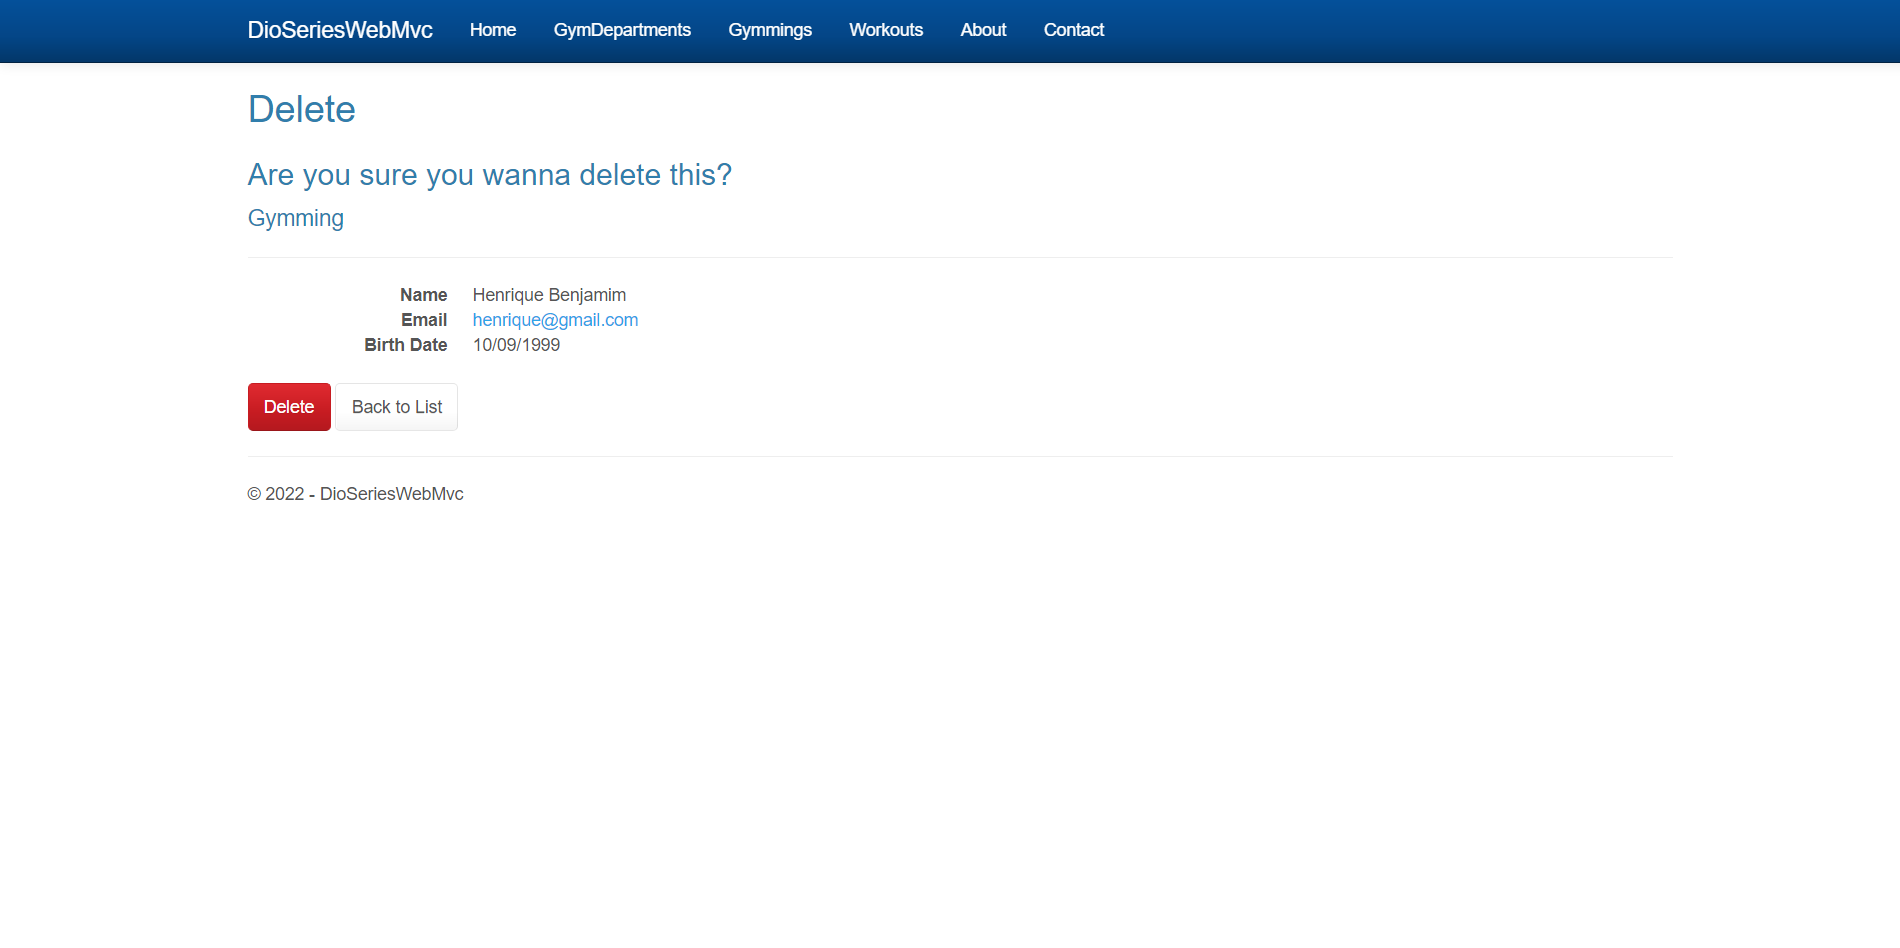 DioSeriesWebMvc Home GymDepartments Gymmings Workouts About Contact
Delete
Are you sure you wanna delete this?
Gymming
Name Henrique Benjamim
Email henrique@gmail.com
Birth Date 10/09/1999
Delete Back to List
© 2022 - DioSeriesWebMvc